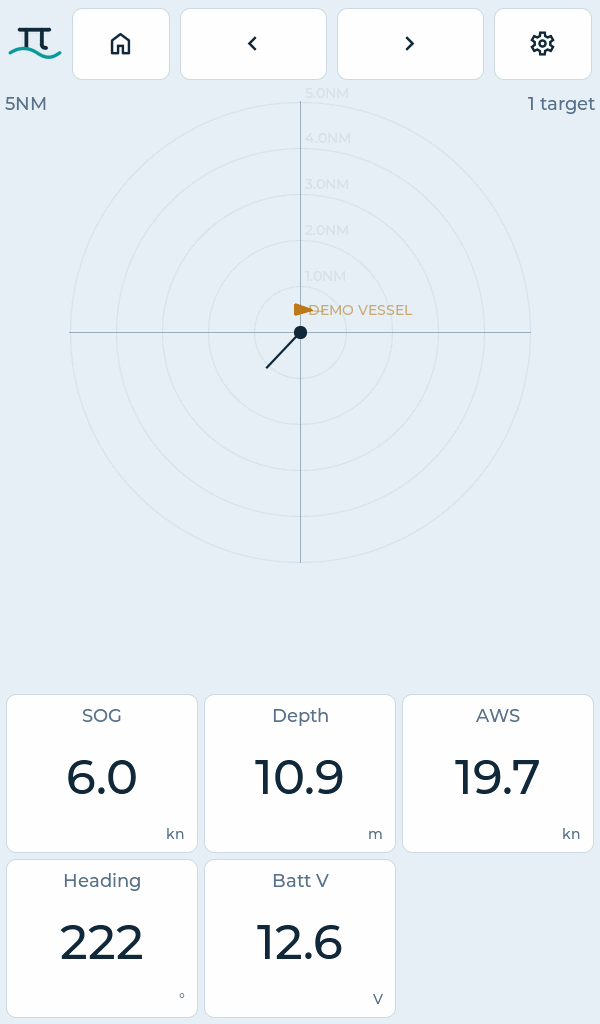 5NM
1 target
5.0NM
4.0NM
3.0NM
2.0NM
1.0NM
DEMO VESSEL
SOG
6.0
kn
Depth
10.9
m
AWS
19.7
kn
Heading
222
°
Batt V
12.6
V